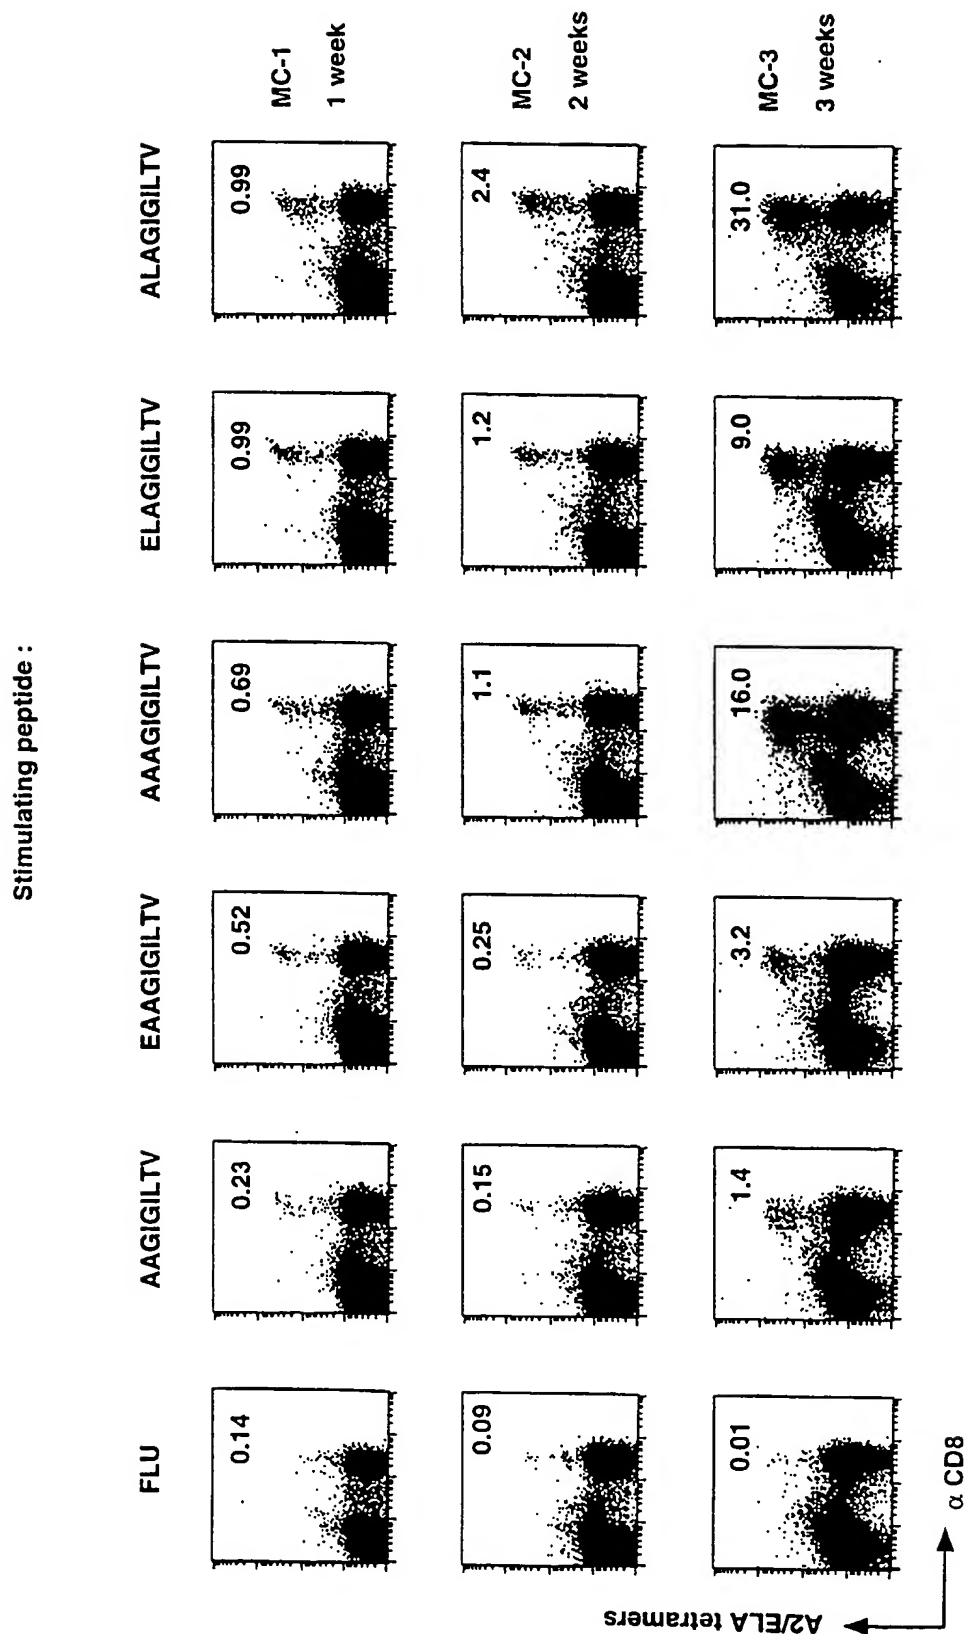 Stimulating peptide :
FLU
AAGIGILTV
EAAGIGILTV
AAAGIGILTV
ELAGIGILTV
ALAGIGILTV
0.14
0.23
0.52
0.69
0.99
0.99
MC-1
1 week
0.09
0.15
0.25
1.1
1.2
2.4
MC-2
2 weeks
0.01
1.4
3.2
16.0
9.0
31.0
MC-3
3 weeks
A2/ELA tetramers
α CD8